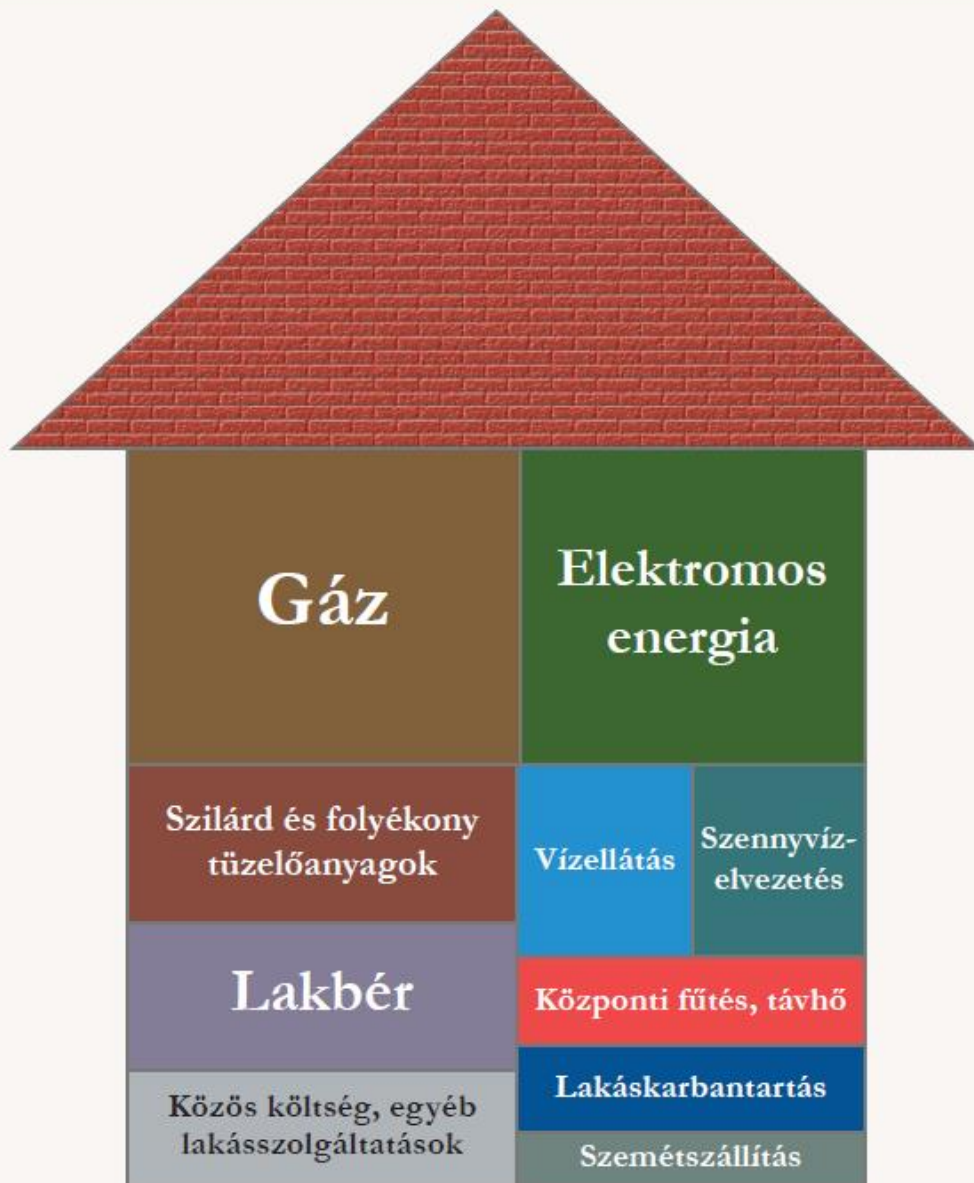 Gáz
Elektromos
energia
Szilárd és folyékony
tüzelőanyagok
Vízellátás
Szennyvíz-
elvezetés
Lakbér
Központi fűtés, távhő
Lakáskarbantartás
Közös költség, egyéb
lakásszolgáltatások
Szemétszállítás